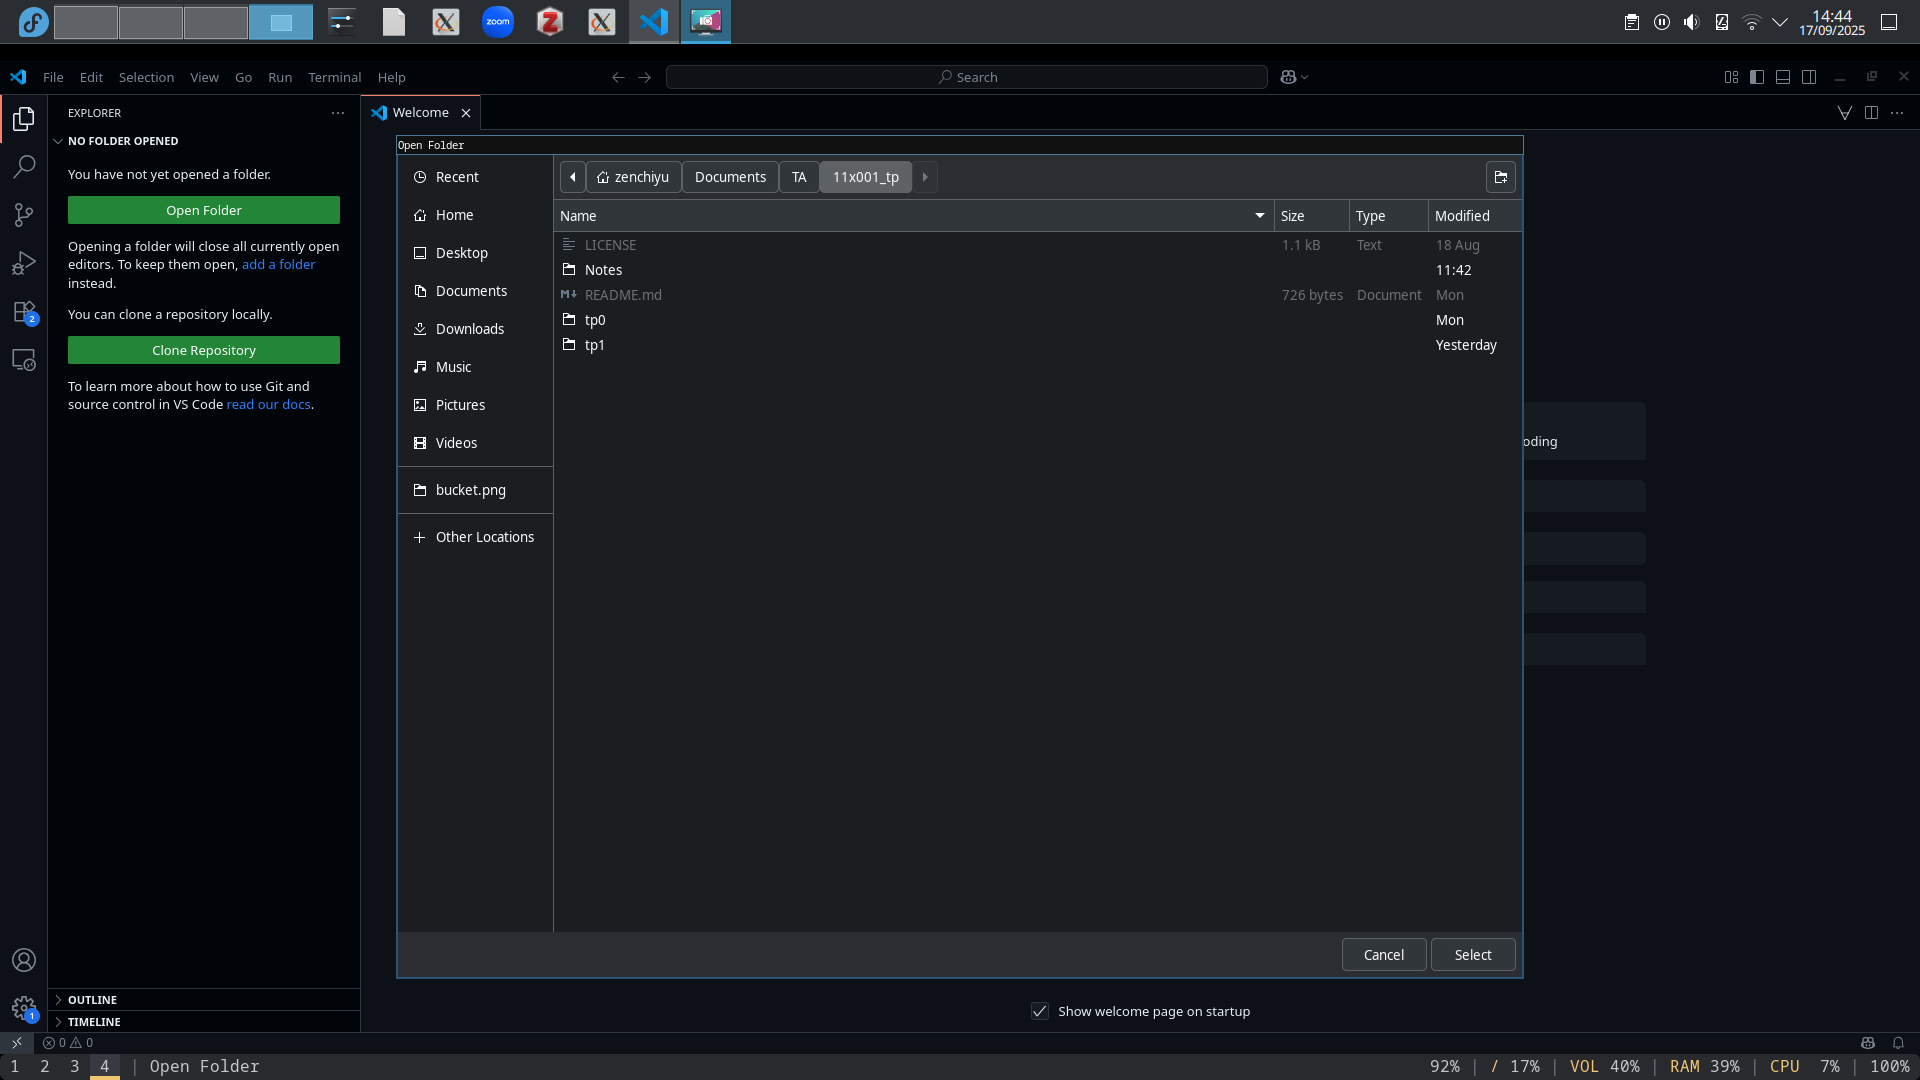 zoom
14:44
17/09/2025
File Edit Selection View Go Run Terminal Help
Search
EXPLORER
Welcome
NO FOLDER OPENED
You have not yet opened a folder.
Open Folder
Opening a folder will close all currently open
editors. To keep them open, add a folder
instead.
You can clone a repository locally.
Clone Repository
To learn more about how to use Git and
source control in VS Code read our docs.
2
1
OUTLINE
TIMELINE
Open Folder
Recent
Home
Desktop
Documents
Downloads
Music
Pictures
Videos
bucket.png
Other Locations
zenchiyu Documents TA 11x001_tp
Name Size Type Modified
LICENSE 1.1 kB Text 18 Aug
Notes 11:42
README.md 726 bytes Document Mon
tp0 Mon
tp1 Yesterday
Cancel Select
oding
Show welcome page on startup
0 0
1 2 3 4 | Open Folder
92% | / 17% | VOL 40% | RAM 39% | CPU 7% | 100%